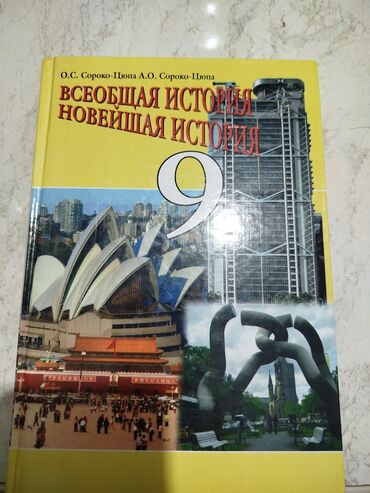 О.С. Сороко-Цюпа А.О. Сороко-Цюпа
ВСЕОБЩАЯ ИСТОРИЯ
НОВЕЙШАЯ ИСТОРИЯ
9